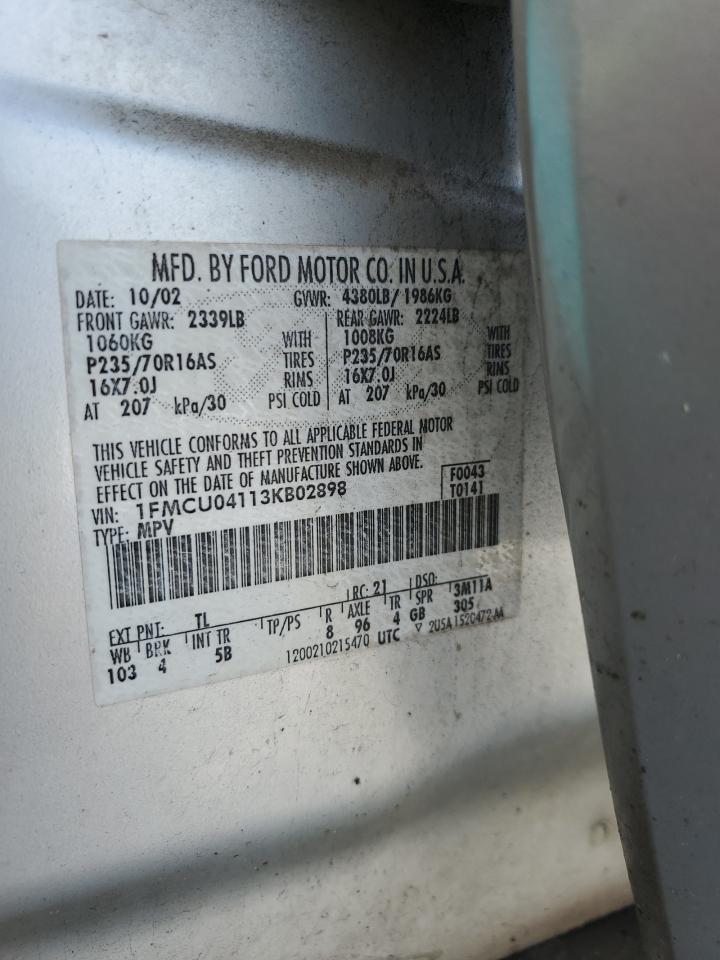 MFD. BY FORD MOTOR CO. IN U.S.A.
DATE: 10/02 GVWR: 4380LB/ 1986KG
FRONT GAWR: 2339LB REAR GAWR: 2224LB
1060KG WITH 1008KG WITH
P235/70R16AS TIRES P235/70R16AS TIRES
16X7.0J RIMS 16X7.0J RIMS
AT 207 kPa/30 PSI COLD AT 207 kPa/30 PSI COLD
THIS VEHICLE CONFORMS TO ALL APPLICABLE FEDERAL MOTOR
VEHICLE SAFETY AND THEFT PREVENTION STANDARDS IN
EFFECT ON THE DATE OF MANUFACTURE SHOWN ABOVE.
VIN: 1FMCU04113KB02898 F0043
TYPE: MPV T0141
EXT PNT: TL RC: 21 DSO:
WB BRK INT TR TP/PS R AXLE TR SPR 3M11A
103 4 5B 8 96 4 GB 305
1200210215470 UTC ▽ 2U5A 1520472 AA